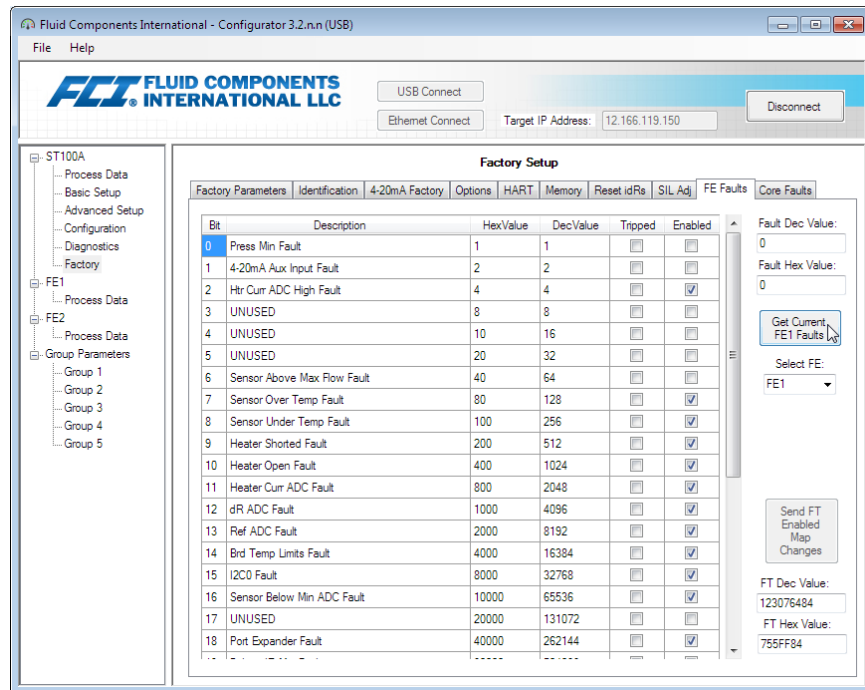 Fluid Components International - Configurator 3.2.n.n (USB)
File Help
FCI FLUID COMPONENTS
® INTERNATIONAL LLC
USB Connect
Ethernet Connect
Target IP Address: 12.166.119.150
Disconnect
ST100A
Process Data
Basic Setup
Advanced Setup
Configuration
Diagnostics
Factory
FE1
Process Data
FE2
Process Data
Group Parameters
Group 1
Group 2
Group 3
Group 4
Group 5
Factory Setup
Factory Parameters Identification 4-20mA Factory Options HART Memory Reset idRs SIL Adj FE Faults Core Faults
Bit Description HexValue DecValue Tripped Enabled
0 Press Min Fault 1 1
1 4-20mA Aux Input Fault 2 2
2 Htr Curr ADC High Fault 4 4
3 UNUSED 8 8
4 UNUSED 10 16
5 UNUSED 20 32
6 Sensor Above Max Flow Fault 40 64
7 Sensor Over Temp Fault 80 128
8 Sensor Under Temp Fault 100 256
9 Heater Shorted Fault 200 512
10 Heater Open Fault 400 1024
11 Heater Curr ADC Fault 800 2048
12 dR ADC Fault 1000 4096
13 Ref ADC Fault 2000 8192
14 Brd Temp Limits Fault 4000 16384
15 I2C0 Fault 8000 32768
16 Sensor Below Min ADC Fault 10000 65536
17 UNUSED 20000 131072
18 Port Expander Fault 40000 262144
Fault Dec Value:
0
Fault Hex Value:
0
Get Current
FE1 Faults
Select FE:
FE1
Send FT
Enabled
Map
Changes
FT Dec Value:
123076484
FT Hex Value:
755FF84